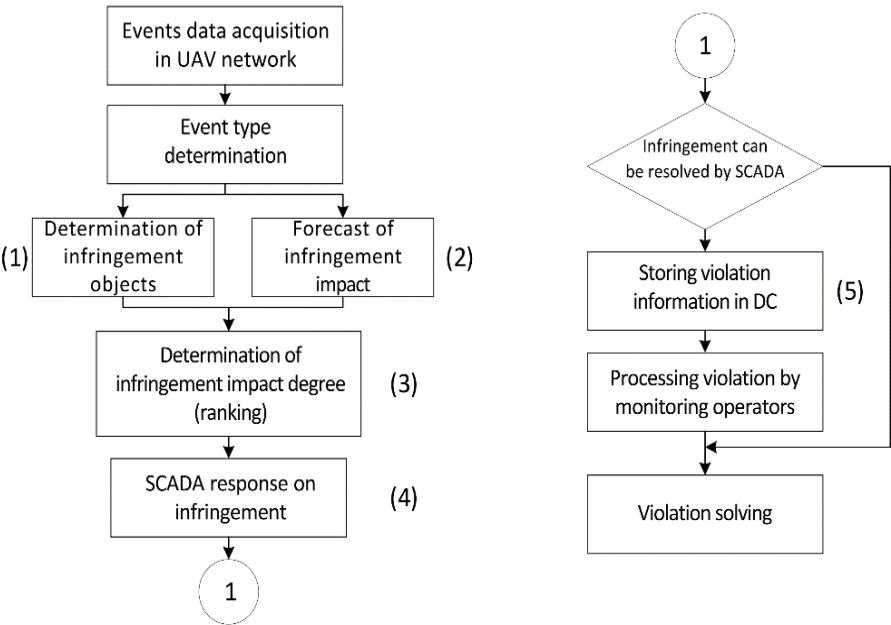 Events data acquisition
in UAV network
Event type
determination
(1)
Determination of
infringement
objects
Forecast of
infringement
impact
(2)
Determination of
infringement impact degree
(ranking)
(3)
SCADA response on
infringement
(4)
1
1
Infringement can
be resolved by SCADA
Storing violation
information in DC
(5)
Processing violation by
monitoring operators
Violation solving